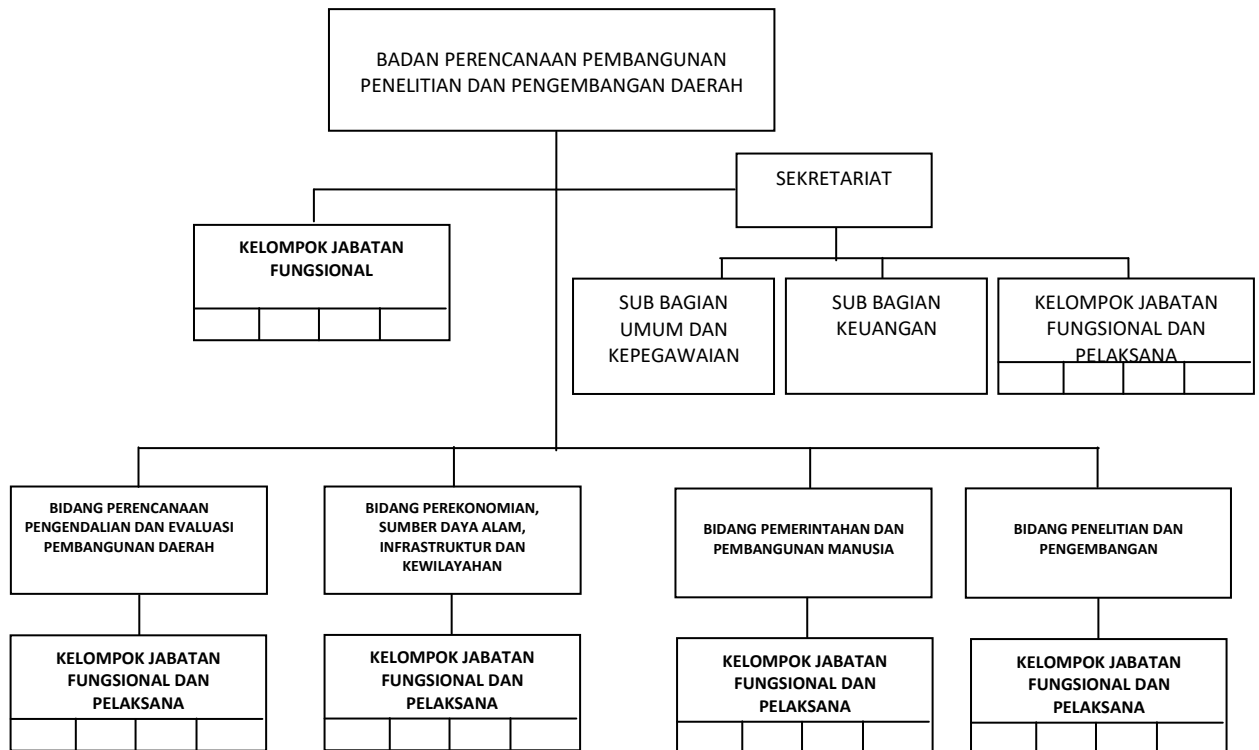 BADAN PERENCANAAN PEMBANGUNAN
PENELITIAN DAN PENGEMBANGAN DAERAH
SEKRETARIAT
KELOMPOK JABATAN
FUNGSIONAL
SUB BAGIAN
UMUM DAN
KEPEGAWAIAN
SUB BAGIAN
KEUANGAN
KELOMPOK JABATAN
FUNGSIONAL DAN
PELAKSANA
BIDANG PERENCANAAN
PENGENDALIAN DAN EVALUASI
PEMBANGUNAN DAERAH
BIDANG PEREKONOMIAN,
SUMBER DAYA ALAM,
INFRASTRUKTUR DAN
KEWILAYAHAN
BIDANG PEMERINTAHAN DAN
PEMBANGUNAN MANUSIA
BIDANG PENELITIAN DAN
PENGEMBANGAN
KELOMPOK JABATAN
FUNGSIONAL DAN
PELAKSANA
KELOMPOK JABATAN
FUNGSIONAL DAN
PELAKSANA
KELOMPOK JABATAN
FUNGSIONAL DAN
PELAKSANA
KELOMPOK JABATAN
FUNGSIONAL DAN
PELAKSANA